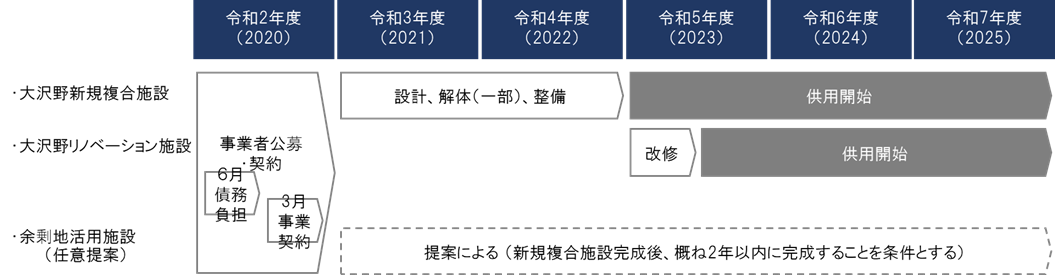 令和2年度 令和3年度 令和4年度 令和5年度 令和6年度 令和7年度
（2020） （2021） （2022） （2023） （2024） （2025）
・大沢野新規複合施設
設計、解体（一部）、整備
供用開始
・大沢野リノベーション施設
改修
供用開始
事業者公募
・契約
6月
債務
負担
3月
事業
契約
・余剰地活用施設
（任意提案）
提案による（新規複合施設完成後、概ね2年以内に完成することを条件とする）